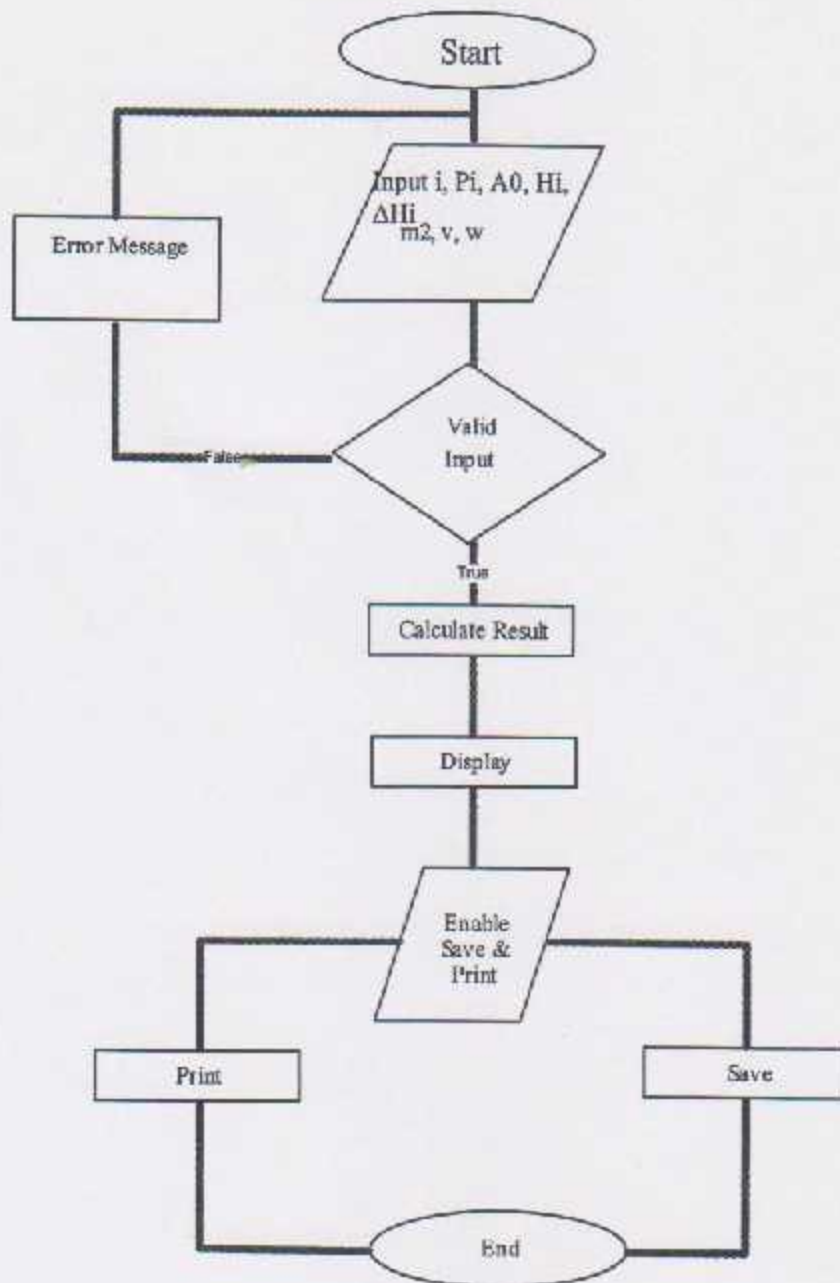 Start
Input i, Pi, A0, Hi,
ΔHi
m2, v, w
Error Message
Valid
Input
False
True
Calculate Result
Display
Enable
Save &
Print
Print
Save
End